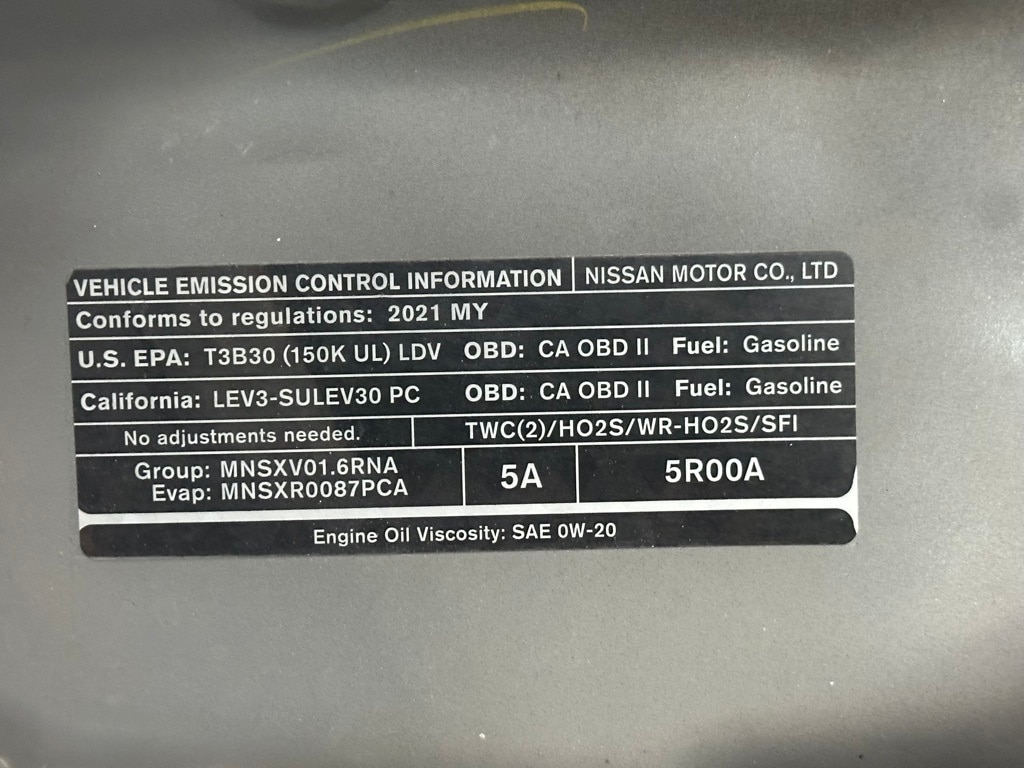 VEHICLE EMISSION CONTROL INFORMATION NISSAN MOTOR CO., LTD
Conforms to regulations: 2021 MY
U.S. EPA: T3B30 (150K UL) LDV OBD: CA OBD II Fuel: Gasoline
California: LEV3-SULEV30 PC OBD: CA OBD II Fuel: Gasoline
No adjustments needed. TWC(2)/HO2S/WR-HO2S/SFI
Group: MNSXV01.6RNA
Evap: MNSXR0087PCA
5A
5R00A
Engine Oil Viscosity: SAE 0W-20